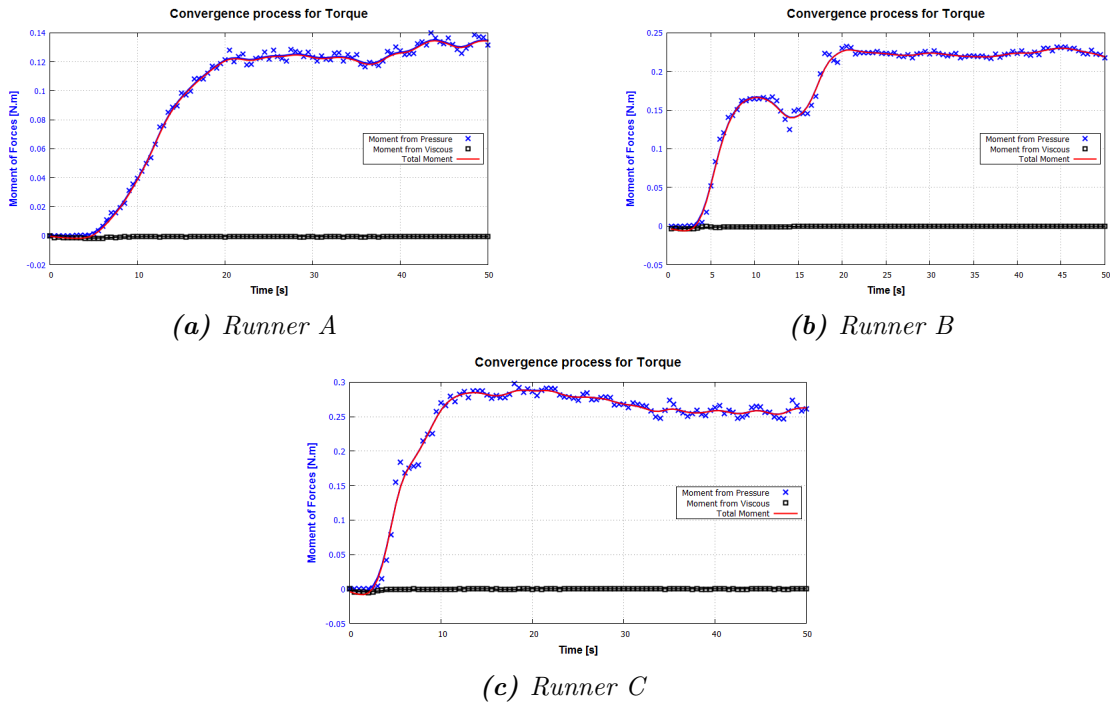 Convergence process for Torque
Moment of Forces [N.m]
0.14
0.12
0.1
0.08
0.06
0.04
0.02
0
-0.02
Moment from Pressure
Moment from Viscous
Total Moment
0 10 20 30 40 50
Time [s]
(a) Runner A
Convergence process for Torque
Moment of Forces [N.m]
0.25
0.2
0.15
0.1
0.05
0
-0.05
Moment from Pressure
Moment from Viscous
Total Moment
0 5 10 15 20 25 30 35 40 45 50
Time [s]
(b) Runner B
Convergence process for Torque
Moment of Forces [N.m]
0.3
0.25
0.2
0.15
0.1
0.05
0
-0.05
Moment from Pressure
Moment from Viscous
Total Moment
0 10 20 30 40 50
Time [s]
(c) Runner C